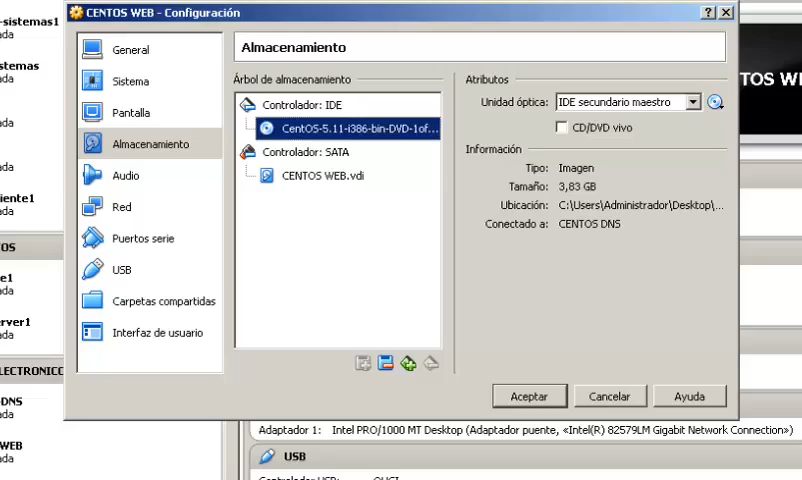 CENTOS WEB - Configuración
General
Sistema
Pantalla
Almacenamiento
Audio
Red
Puertos serie
USB
Carpetas compartidas
Interfaz de usuario
Almacenamiento
Árbol de almacenamiento
Controlador: IDE
CentOS-5.11-i386-bin-DVD-1of...
Controlador: SATA
CENTOS WEB.vdi
Atributos
Unidad óptica: IDE secundario maestro
CD/DVD vivo
Información
Tipo: Imagen
Tamaño: 3,83 GB
Ubicación: C:\Users\Administrador\Desktop\...
Conectado a: CENTOS DNS
Aceptar
Cancelar
Ayuda
-sistemas1
ada
stemas
ada
ada
ada
iente1
ada
OS
e1
ada
rver1
ada
LECTRONICO
-DNS
ada
WEB
ada
TOS WE
Adaptador 1: Intel PRO/1000 MT Desktop (Adaptador puente, «Intel(R) 82579LM Gigabit Network Connection»)
USB